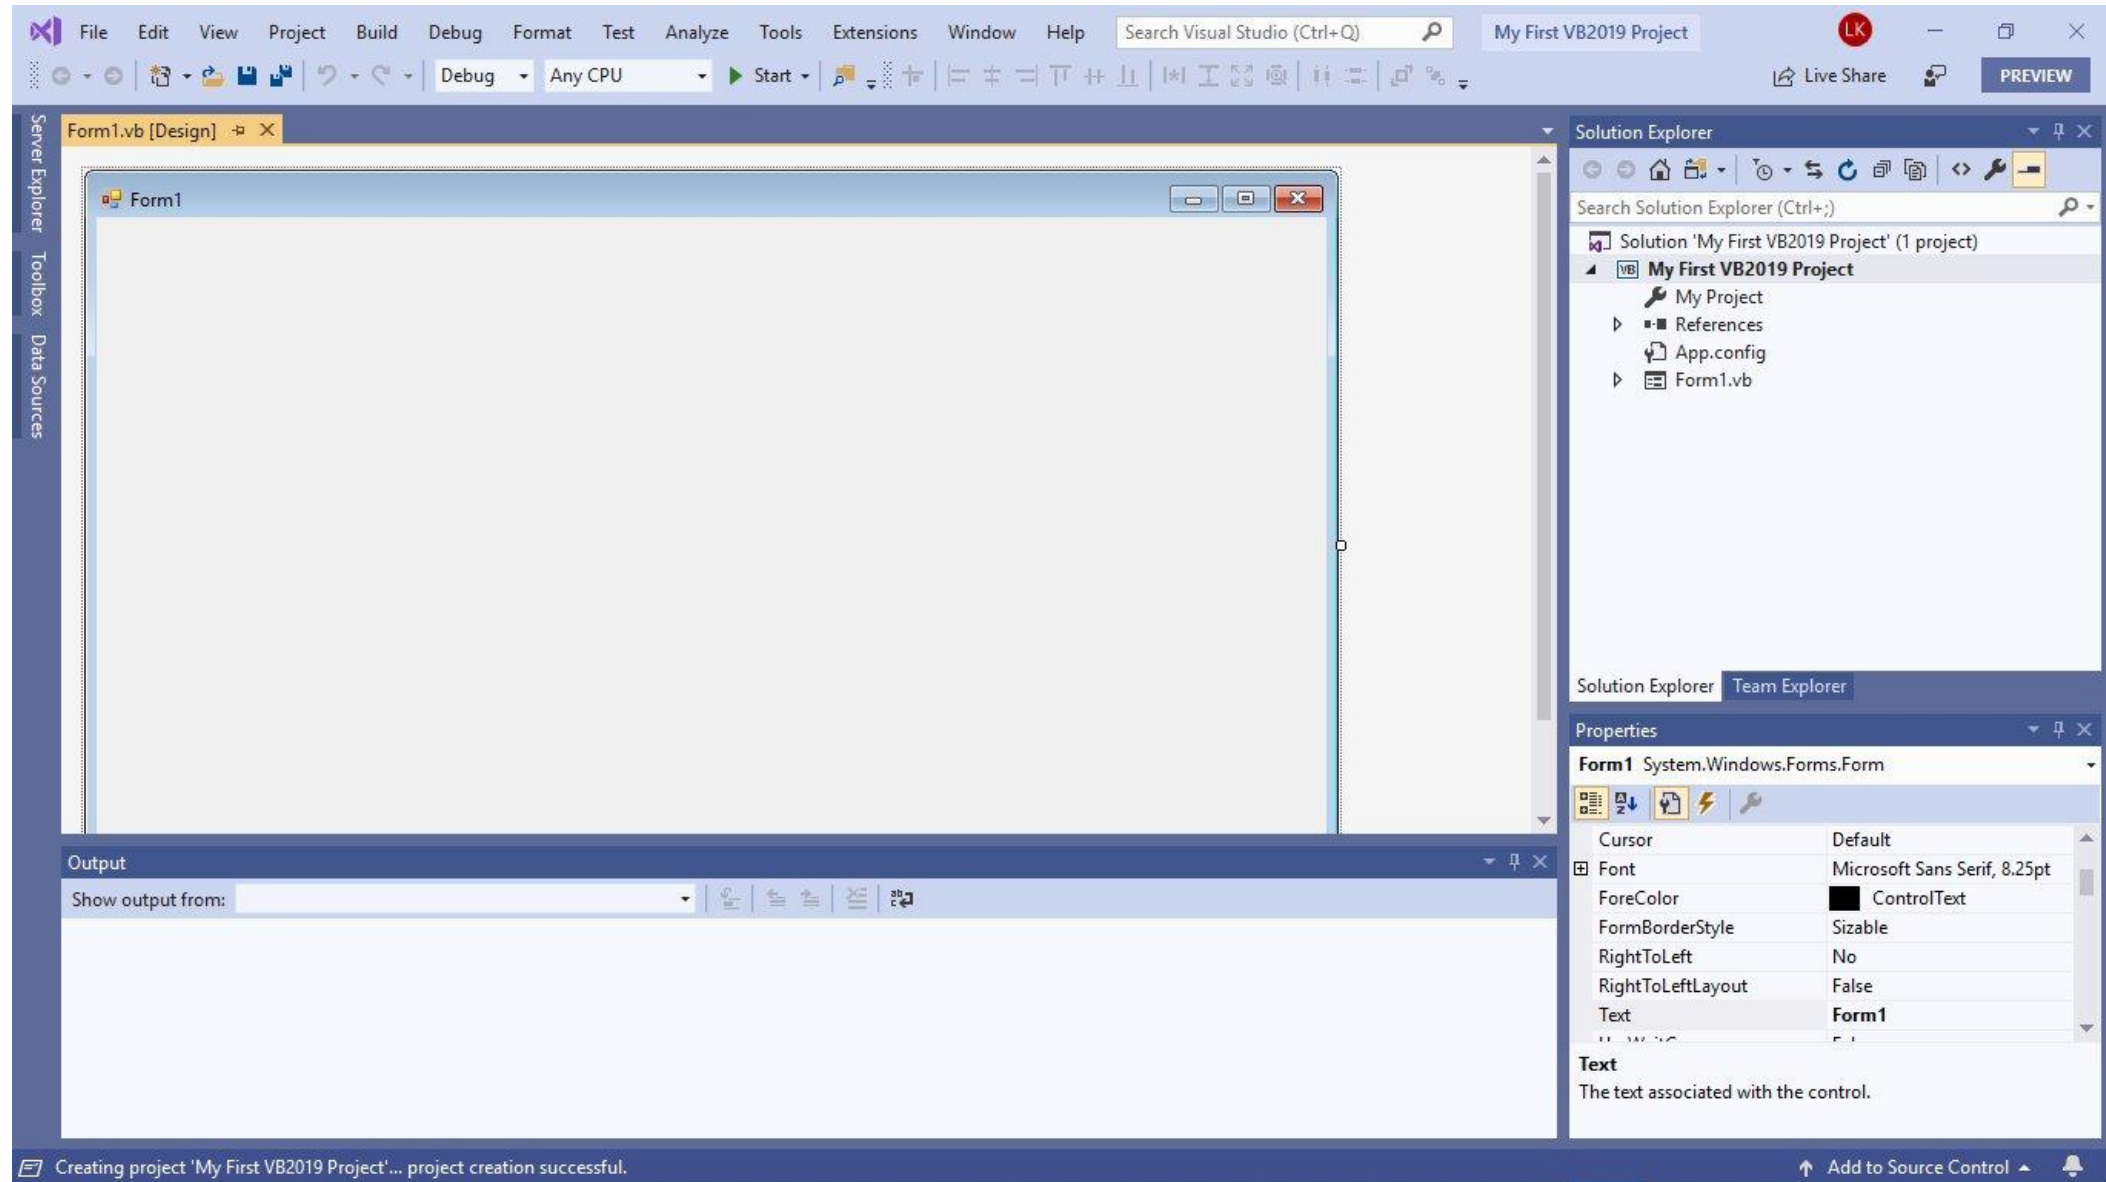 File Edit View Project Build Debug Format Test Analyze Tools Extensions Window Help Search Visual Studio (Ctrl+Q) My First VB2019 Project LK
Debug Any CPU Start Live Share PREVIEW
Server Explorer
Toolbox
Data Sources
Form1.vb [Design]
Form1
Output
Show output from:
Solution Explorer
Search Solution Explorer (Ctrl+;)
Solution 'My First VB2019 Project' (1 project)
VB My First VB2019 Project
My Project
References
App.config
Form1.vb
Solution Explorer Team Explorer
Properties
Form1 System.Windows.Forms.Form
Cursor Default
Font Microsoft Sans Serif, 8.25pt
ForeColor ControlText
FormBorderStyle Sizable
RightToLeft No
RightToLeftLayout False
Text Form1
Text
The text associated with the control.
Creating project 'My First VB2019 Project'... project creation successful. Add to Source Control